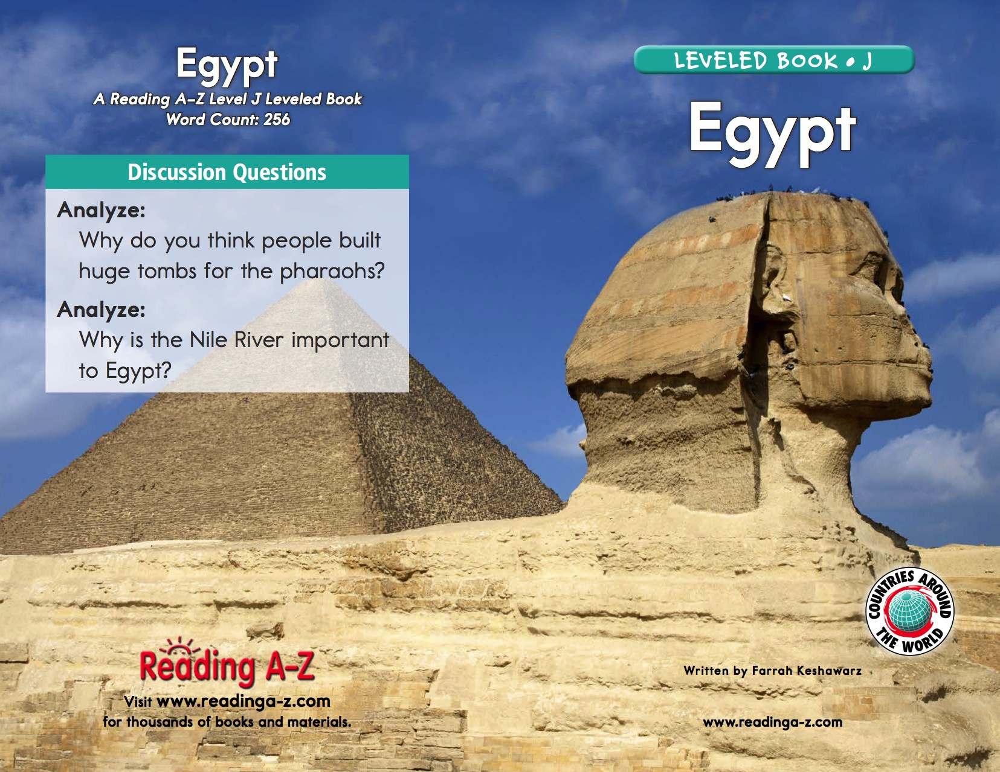 Egypt
A Reading A–Z Level J Leveled Book
Word Count: 256
Discussion Questions
Analyze:
Why do you think people built
huge tombs for the pharaohs?
Analyze:
Why is the Nile River important
to Egypt?
Reading A-Z
Visit www.readinga-z.com
for thousands of books and materials.
LEVELED BOOK • J
Egypt
COUNTRIES AROUND
THE WORLD
Written by Farrah Keshawarz
www.readinga-z.com